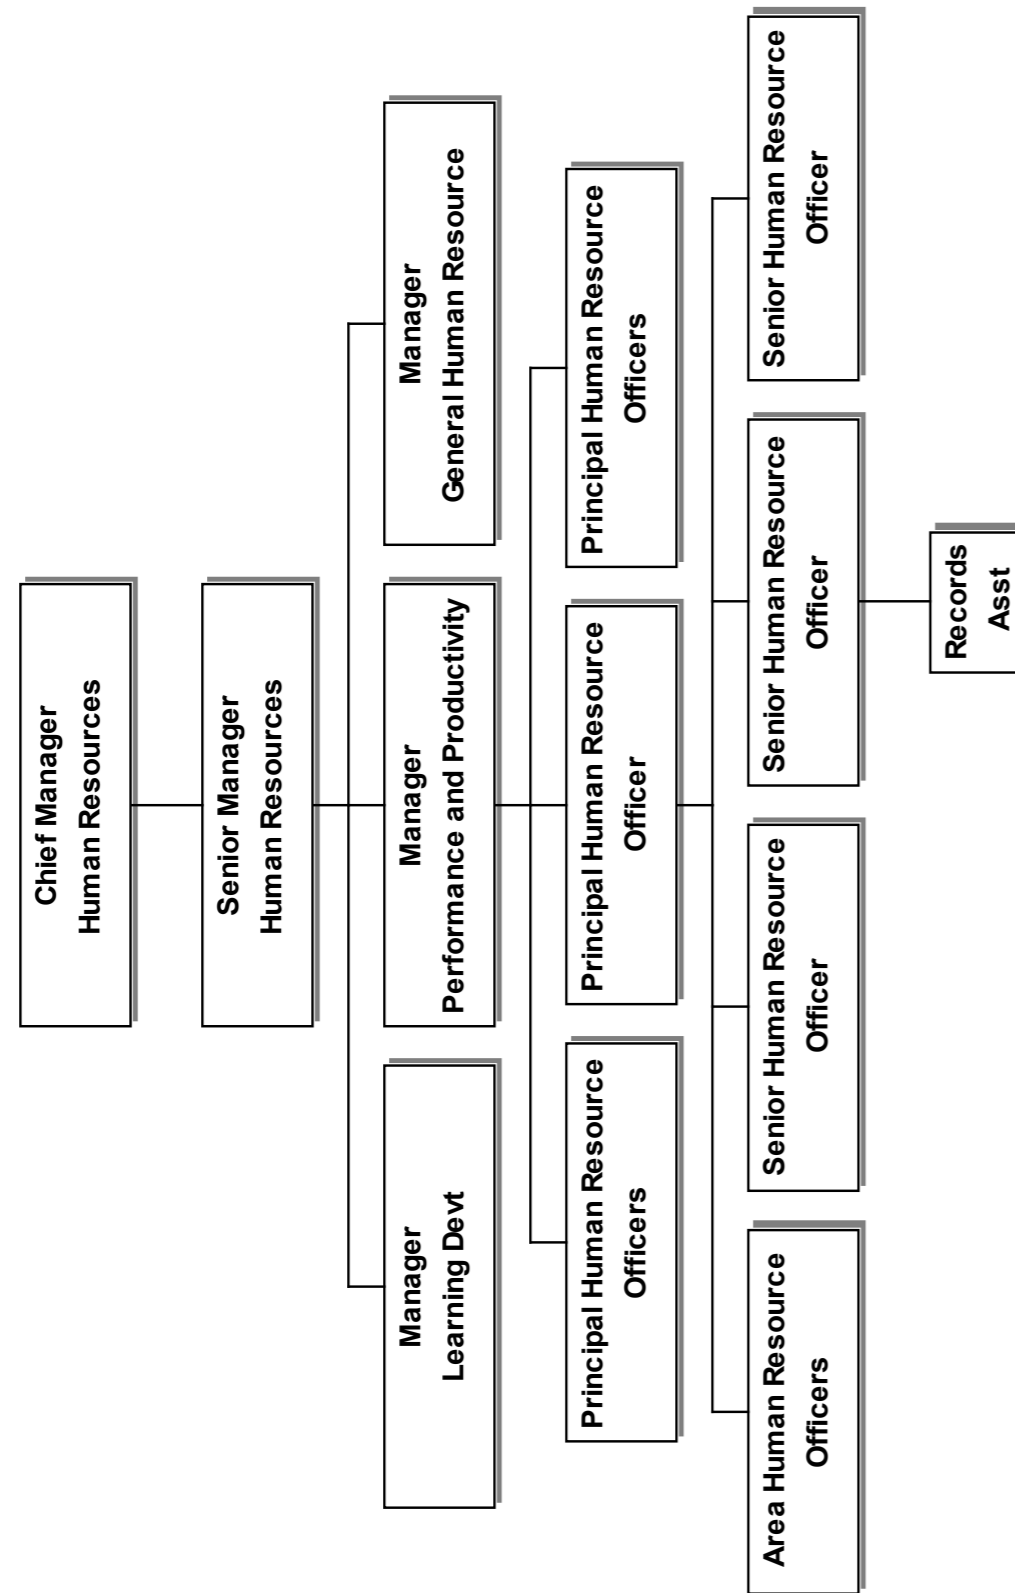 Chief Manager
Human Resources
Senior Manager
Human Resources
Manager
Learning Devt
Manager
Performance and Productivity
Manager
General Human Resource
Principal Human Resource
Officers
Principal Human Resource
Officer
Principal Human Resource
Officers
Area Human Resource
Officers
Senior Human Resource
Officer
Senior Human Resource
Officer
Senior Human Resource
Officer
Records
Asst